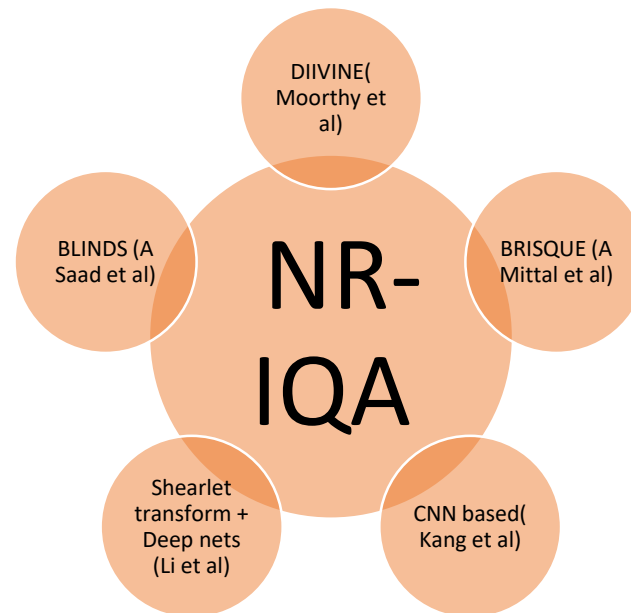 DIIVINE(
Moorthy et
al)
BLINDS (A
Saad et al)
NR-
IQA
BRISQUE (A
Mittal et al)
Shearlet
transform +
Deep nets
(Li et al)
CNN based(
Kang et al)